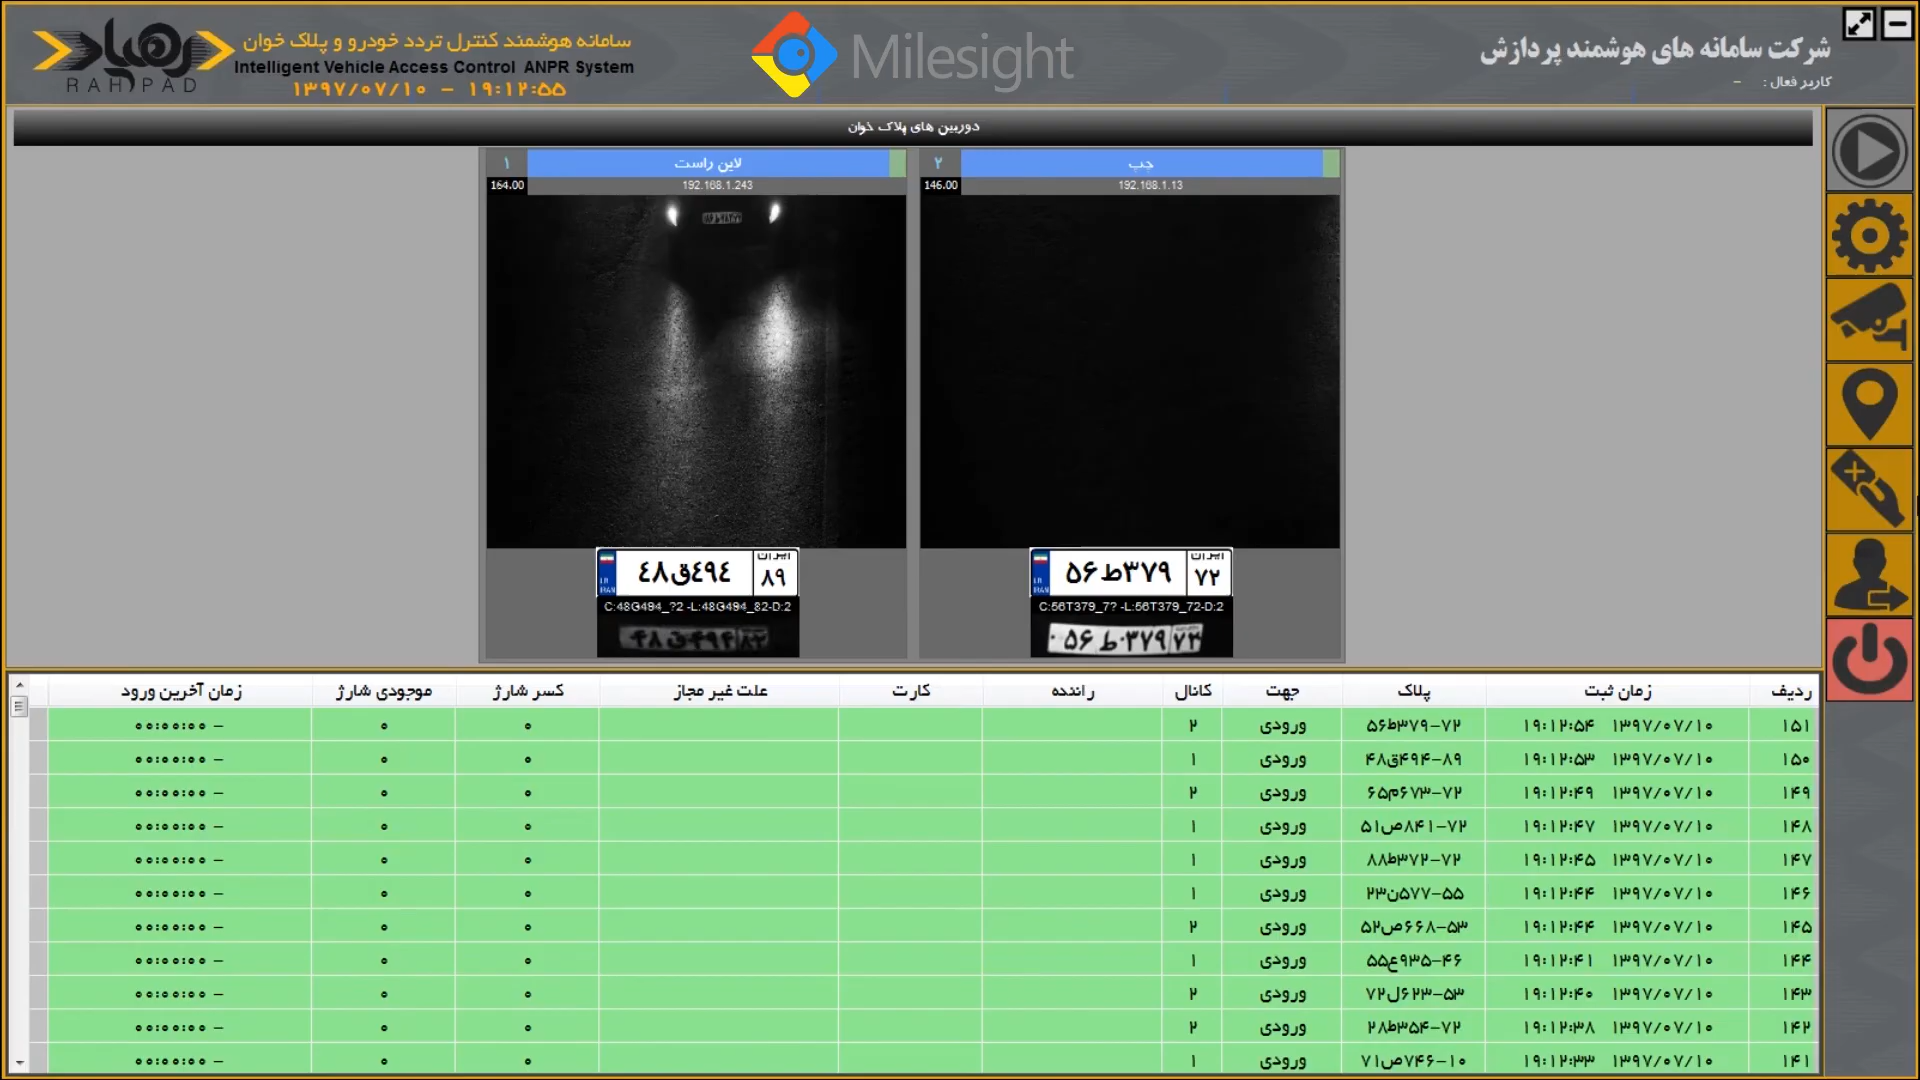 رهپاد
RAHPAD
سامانه هوشمند کنترل تردد خودرو و پلاک خوان
Intelligent Vehicle Access Control ANPR System
۱۳۹۷/۰۷/۱۰ - ۱۹:۱۲:۵۵
Milesight
شرکت سامانه های هوشمند پردازش
کاربر فعال : -
دوربین های پلاک خوان
۱ لاین راست
164.00 192.168.1.243
۲ چپ
146.00 192.168.1.13
۴۸ق۴۹۴ ایران ۸۹
I.R. IRAN
C:48G494_?2 -L:48G494_82-D:2
۴۸ق۴۹۴ ۸۲
۵۶ط۳۷۹ ایران ۷۲
I.R. IRAN
C:56T379_7? -L:56T379_72-D:2
۵۶ط۳۷۹ ۷۲
ردیف زمان ثبت پلاک جهت کانال راننده کارت علت غیر مجاز کسر شارژ موجودی شارژ زمان آخرین ورود
۱۵۱ ۱۳۹۷/۰۷/۱۰ ۱۹:۱۲:۵۴ ۵۶ط۳۷۹-۷۲ ورودی ۲ ۰ ۰ - ۰۰:۰۰:۰۰
۱۵۰ ۱۳۹۷/۰۷/۱۰ ۱۹:۱۲:۵۳ ۴۸ق۴۹۴-۸۹ ورودی ۱ ۰ ۰ - ۰۰:۰۰:۰۰
۱۴۹ ۱۳۹۷/۰۷/۱۰ ۱۹:۱۲:۴۹ ۶۵م۶۷۳-۷۲ ورودی ۲ ۰ ۰ - ۰۰:۰۰:۰۰
۱۴۸ ۱۳۹۷/۰۷/۱۰ ۱۹:۱۲:۴۷ ۵۱ص۸۴۱-۷۲ ورودی ۱ ۰ ۰ - ۰۰:۰۰:۰۰
۱۴۷ ۱۳۹۷/۰۷/۱۰ ۱۹:۱۲:۴۵ ۸۸ط۳۷۲-۷۲ ورودی ۱ ۰ ۰ - ۰۰:۰۰:۰۰
۱۴۶ ۱۳۹۷/۰۷/۱۰ ۱۹:۱۲:۴۴ ۲۳ن۵۷۷-۵۵ ورودی ۱ ۰ ۰ - ۰۰:۰۰:۰۰
۱۴۵ ۱۳۹۷/۰۷/۱۰ ۱۹:۱۲:۴۴ ۵۲ص۶۶۸-۵۳ ورودی ۲ ۰ ۰ - ۰۰:۰۰:۰۰
۱۴۴ ۱۳۹۷/۰۷/۱۰ ۱۹:۱۲:۴۱ ۵۵ع۹۳۵-۴۶ ورودی ۱ ۰ ۰ - ۰۰:۰۰:۰۰
۱۴۳ ۱۳۹۷/۰۷/۱۰ ۱۹:۱۲:۴۰ ۷۲ل۶۲۳-۵۳ ورودی ۲ ۰ ۰ - ۰۰:۰۰:۰۰
۱۴۲ ۱۳۹۷/۰۷/۱۰ ۱۹:۱۲:۳۸ ۲۸ط۳۵۴-۷۲ ورودی ۲ ۰ ۰ - ۰۰:۰۰:۰۰
۱۴۱ ۱۳۹۷/۰۷/۱۰ ۱۹:۱۲:۳۳ ۷۱ص۷۴۶-۱۰ ورودی ۱ ۰ ۰ - ۰۰:۰۰:۰۰